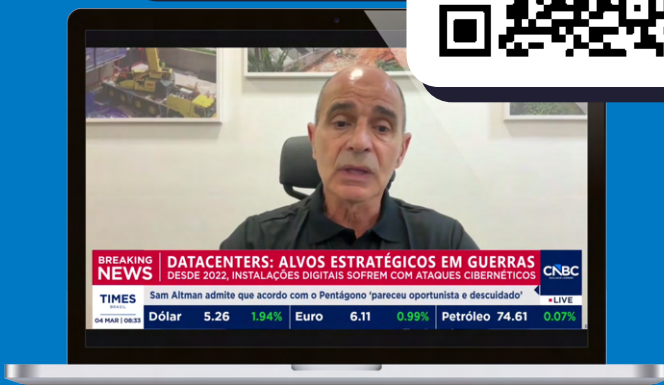 BREAKING
NEWS
DATACENTERS: ALVOS ESTRATÉGICOS EM GUERRAS
DESDE 2022, INSTALAÇÕES DIGITAIS SOFREM COM ATAQUES CIBERNÉTICOS
CNBC
LIVE
TIMES
BRASIL
Sam Altman admite que acordo com o Pentágono ‘pareceu oportunista e descuidado’
04 MAR | 08:33
Dólar 5.26 1.94% Euro 6.11 0.99% Petróleo 74.61 0.07%